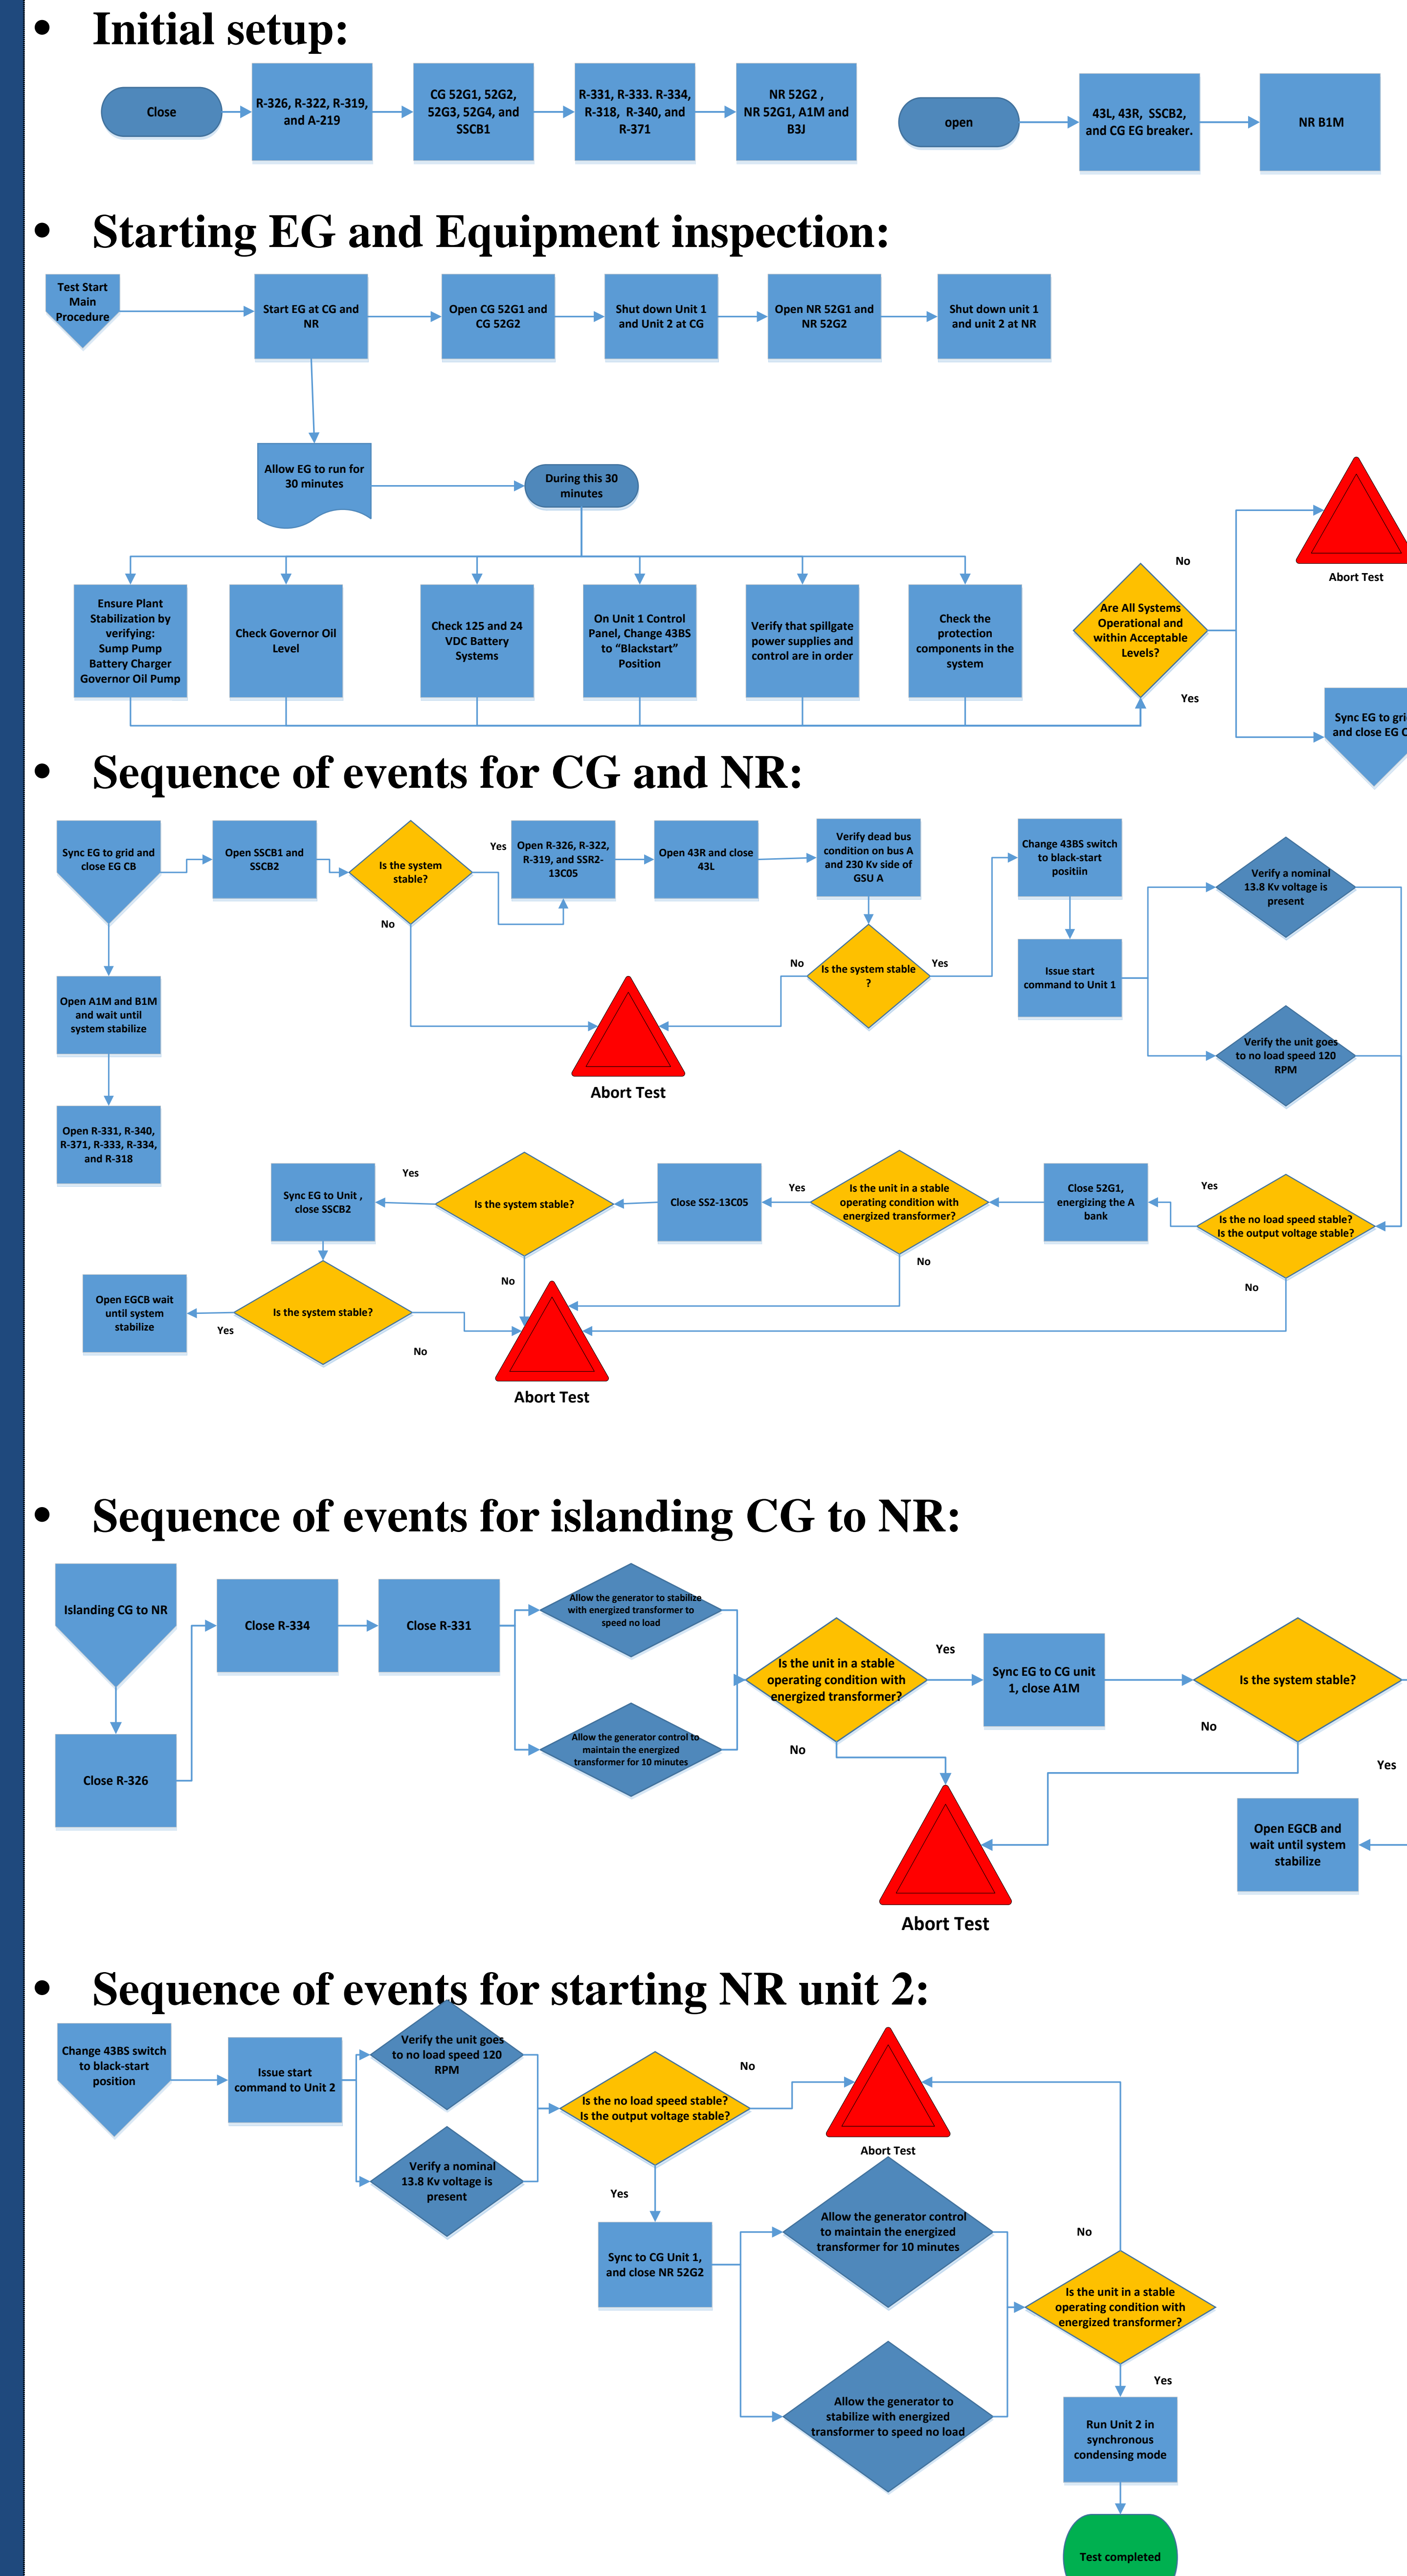 • Initial setup:
Close
R-326, R-322, R-319,
and A-219
CG 52G1, 52G2,
52G3, 52G4, and
SSCB1
R-331, R-333. R-334,
R-318, R-340, and
R-371
NR 52G2 ,
NR 52G1, A1M and
B3J
open
43L, 43R, SSCB2,
and CG EG breaker.
NR B1M
• Starting EG and Equipment inspection:
Test Start
Main
Procedure
Start EG at CG and
NR
Open CG 52G1 and
CG 52G2
Shut down Unit 1
and Unit 2 at CG
Open NR 52G1 and
NR 52G2
Shut down unit 1
and unit 2 at NR
Allow EG to run for
30 minutes
During this 30
minutes
Ensure Plant
Stabilization by
verifying:
Sump Pump
Battery Charger
Governor Oil Pump
Check Governor Oil
Level
Check 125 and 24
VDC Battery
Systems
On Unit 1 Control
Panel, Change 43BS
to “Blackstart”
Position
Verify that spillgate
power supplies and
control are in order
Check the
protection
components in the
system
Are All Systems
Operational and
within Acceptable
Levels?
No
Abort Test
Yes
Sync EG to
and close EG
• Sequence of events for CG and NR:
Sync EG to grid and
close EG CB
Open SSCB1 and
SSCB2
Is the system
stable?
Yes
No
Open R-326, R-322,
R-319, and SSR2-
13C05
Open 43R and close
43L
Verify dead bus
condition on bus A
and 230 Kv side of
GSU A
Is the system stable
?
No
Yes
Change 43BS switch
to black-start
positiin
Issue start
command to Unit 1
Verify a nominal
13.8 Kv voltage is
present
Verify the unit goes
to no load speed 120
RPM
Abort Test
Open A1M and B1M
and wait until
system stabilize
Open R-331, R-340,
R-371, R-333, R-334,
and R-318
Is the no load speed stable?
Is the output voltage stable?
Yes
No
Close 52G1,
energizing the A
bank
Is the unit in a stable
operating condition with
energized transformer?
Yes
No
Close SS2-13C05
Is the system stable?
Yes
No
Sync EG to Unit ,
close SSCB2
Is the system stable?
Yes
No
Open EGCB wait
until system
stabilize
Abort Test
• Sequence of events for islanding CG to NR:
Islanding CG to NR
Close R-326
Close R-334
Close R-331
Allow the generator to stabilize
with energized transformer to
speed no load
Allow the generator control to
maintain the energized
transformer for 10 minutes
Is the unit in a stable
operating condition with
energized transformer?
Yes
No
Sync EG to CG unit
1, close A1M
Is the system stable?
No
Yes
Open EGCB and
wait until system
stabilize
Abort Test
• Sequence of events for starting NR unit 2:
Change 43BS switch
to black-start
position
Issue start
command to Unit 2
Verify the unit goes
to no load speed 120
RPM
Verify a nominal
13.8 Kv voltage is
present
Is the no load speed stable?
Is the output voltage stable?
No
Yes
Abort Test
Sync to CG Unit 1,
and close NR 52G2
Allow the generator control
to maintain the energized
transformer for 10 minutes
Allow the generator to
stabilize with energized
transformer to speed no load
Is the unit in a stable
operating condition with
energized transformer?
No
Yes
Run Unit 2 in
synchronous
condensing mode
Test completed